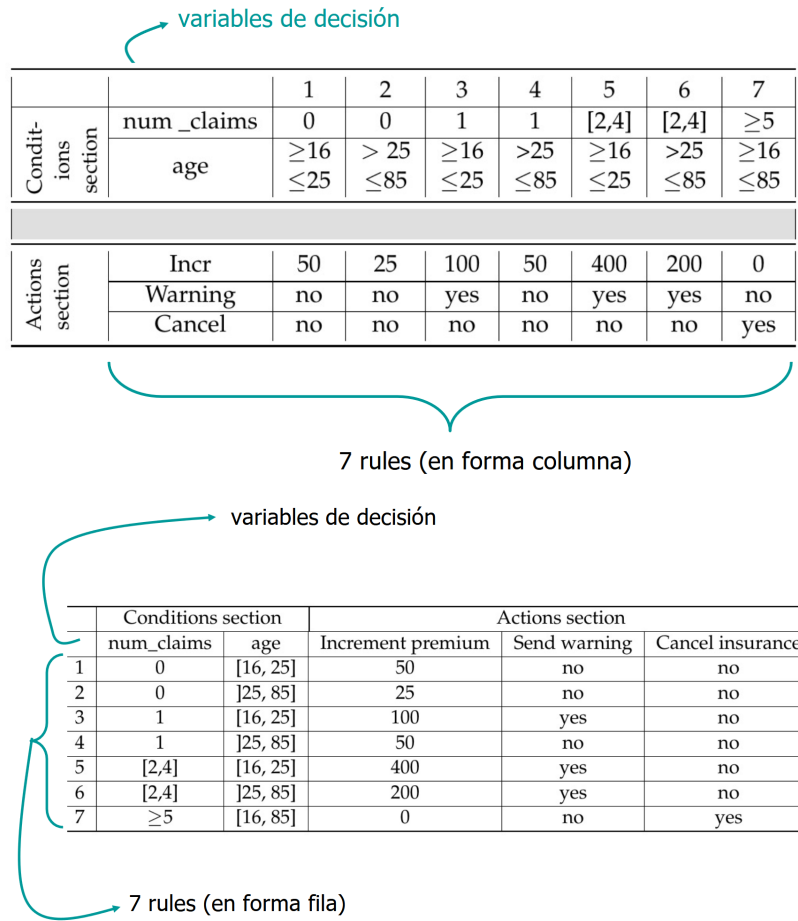 variables de decisión
1 2 3 4 5 6 7
Condit-
ions
section
num _claims 0 0 1 1 [2,4] [2,4] ≥5
age
≥16 > 25 ≥16 >25 ≥16 >25 ≥16
≤25 ≤85 ≤25 ≤85 ≤25 ≤85 ≤85
Actions
section
Incr 50 25 100 50 400 200 0
Warning no no yes no yes yes no
Cancel no no no no no no yes
7 rules (en forma columna)
variables de decisión
Conditions section Actions section
num_claims age Increment premium Send warning Cancel insurance
1 0 [16, 25] 50 no no
2 0 ]25, 85] 25 no no
3 1 [16, 25] 100 yes no
4 1 ]25, 85] 50 no no
5 [2,4] [16, 25] 400 yes no
6 [2,4] ]25, 85] 200 yes no
7 ≥5 [16, 85] 0 no yes
7 rules (en forma fila)